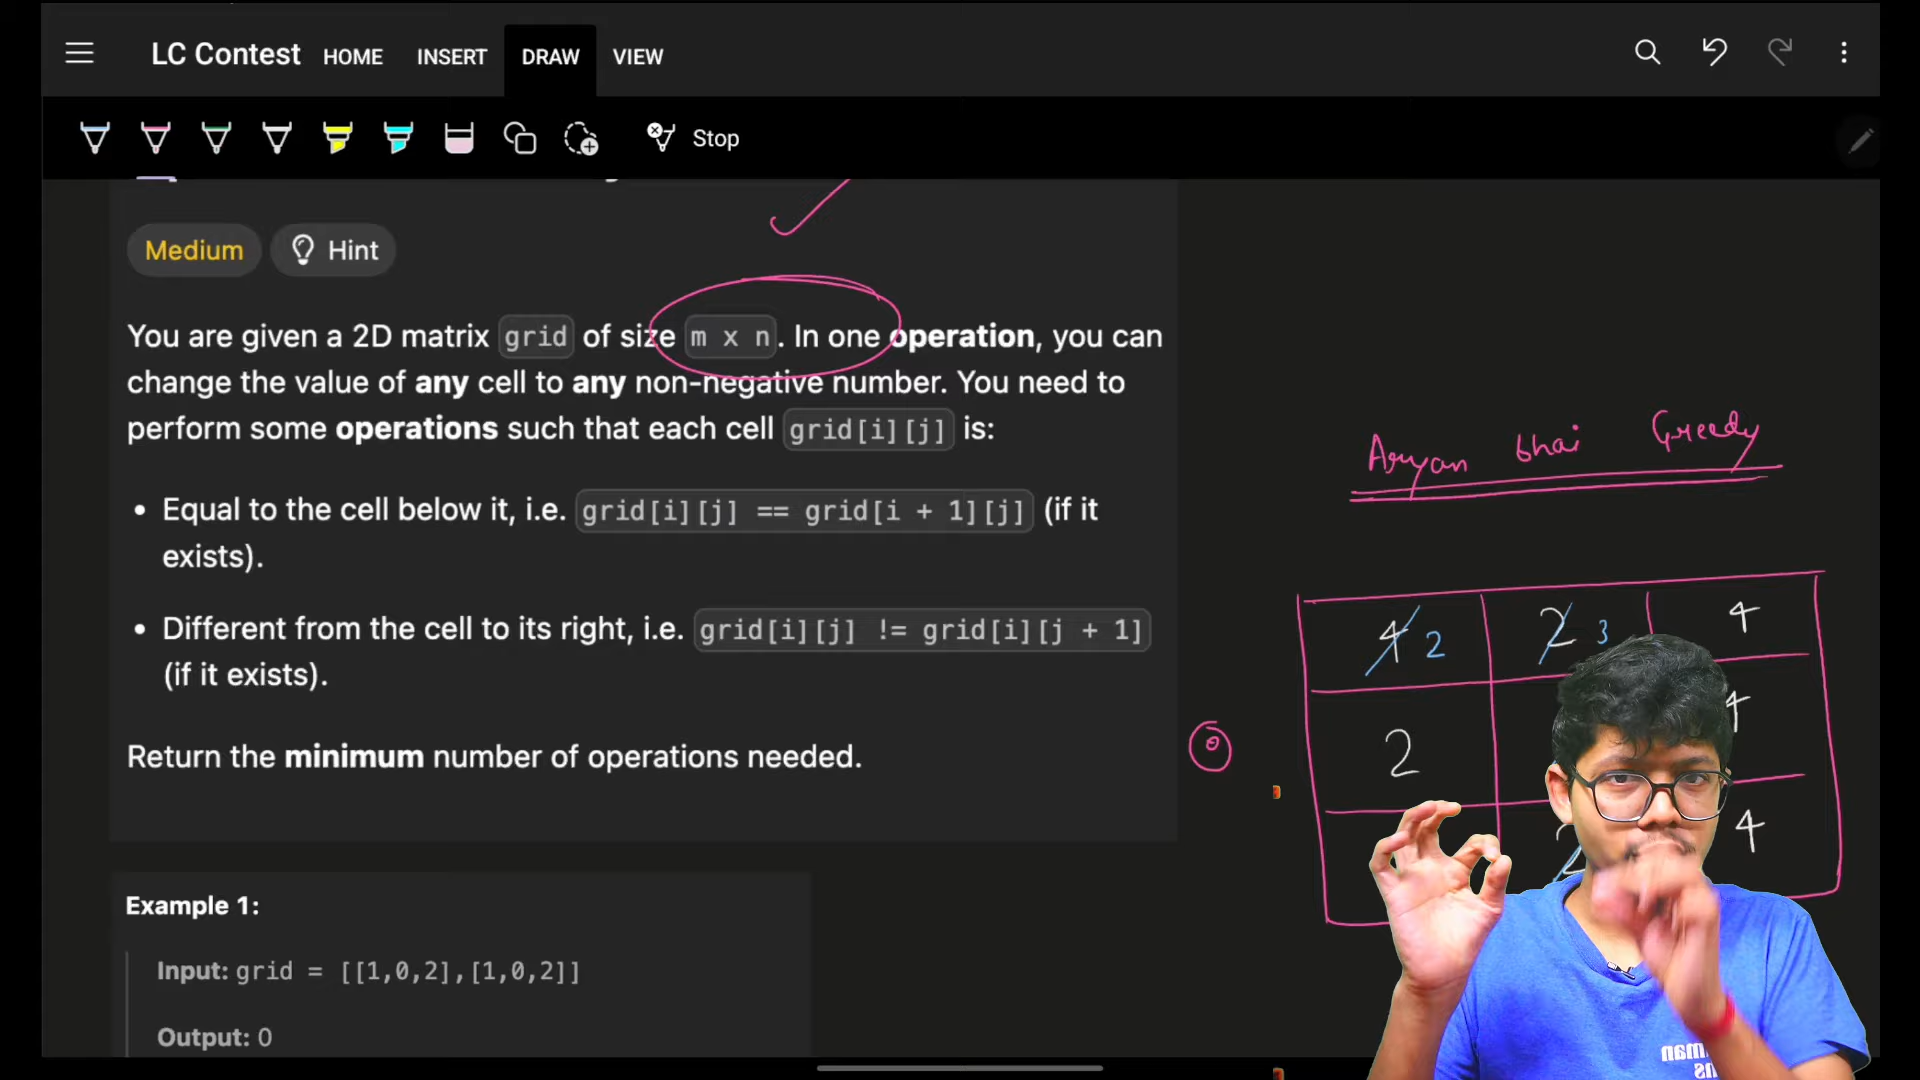 LC Contest HOME INSERT DRAW VIEW
Stop
Medium Hint
You are given a 2D matrix grid of size m x n. In one operation, you can
change the value of any cell to any non-negative number. You need to
perform some operations such that each cell grid[i][j] is:
• Equal to the cell below it, i.e. grid[i][j] == grid[i + 1][j] (if it
exists).
• Different from the cell to its right, i.e. grid[i][j] != grid[i][j + 1]
(if it exists).
Return the minimum number of operations needed.
Example 1:
Input: grid = [[1,0,2],[1,0,2]]
Output: 0
Aryan bhai Greedy
4 2 2 3 4
2 4
2 4